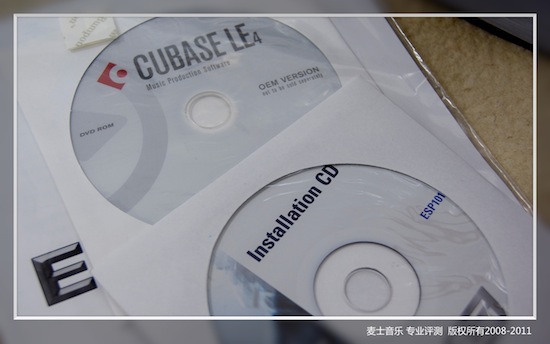 CUBASE LE4
Music Production Software
OEM VERSION
not to be sold separately
DVD ROM
Installation CD
ESP101
E
麦士音乐 专业评测 版权所有2008-2011